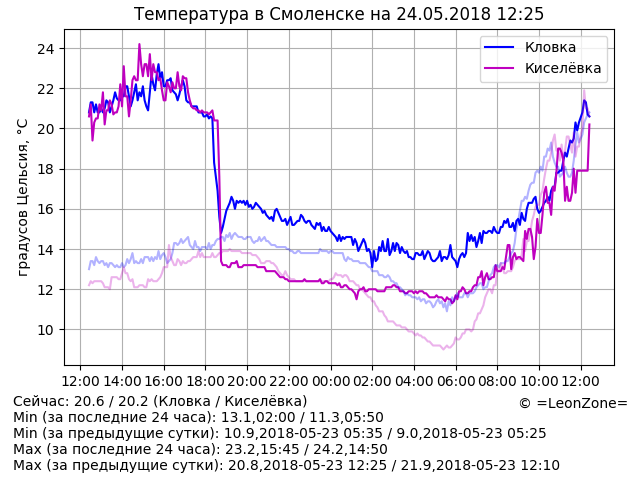 Температура в Смоленске на 24.05.2018 12:25
Кловка
Киселёвка
градусов Цельсия, °C
24
22
20
18
16
14
12
10
12:00 14:00 16:00 18:00 20:00 22:00 00:00 02:00 04:00 06:00 08:00 10:00 12:00
Сейчас: 20.6 / 20.2 (Кловка / Киселёвка)
© =LeonZone=
Min (за последние 24 часа): 13.1,02:00 / 11.3,05:50
Min (за предыдущие сутки): 10.9,2018-05-23 05:35 / 9.0,2018-05-23 05:25
Max (за последние 24 часа): 23.2,15:45 / 24.2,14:50
Max (за предыдущие сутки): 20.8,2018-05-23 12:25 / 21.9,2018-05-23 12:10